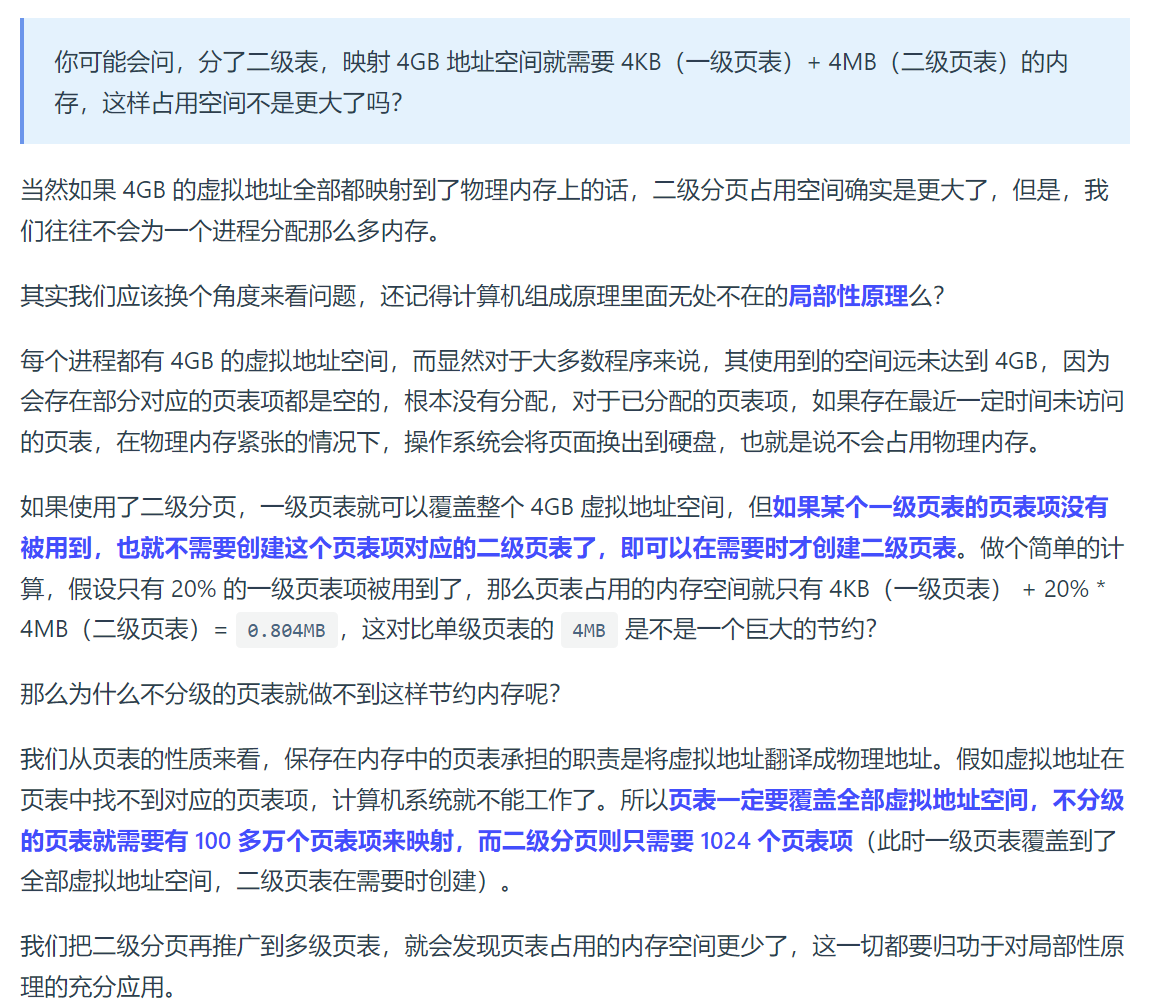 你可能会问，分了二级表，映射 4GB 地址空间就需要 4KB（一级页表）+ 4MB（二级页表）的内
存，这样占用空间不是更大了吗？
当然如果 4GB 的虚拟地址全部都映射到了物理内存上的话，二级分页占用空间确实是更大了，但是，我
们往往不会为一个进程分配那么多内存。
其实我们应该换个角度来看问题，还记得计算机组成原理里面无处不在的局部性原理么？
每个进程都有 4GB 的虚拟地址空间，而显然对于大多数程序来说，其使用到的空间远未达到 4GB，因为
会存在部分对应的页表项都是空的，根本没有分配，对于已分配的页表项，如果存在最近一定时间未访问
的页表，在物理内存紧张的情况下，操作系统会将页面换出到硬盘，也就是说不会占用物理内存。
如果使用了二级分页，一级页表就可以覆盖整个 4GB 虚拟地址空间，但如果某个一级页表的页表项没有
被用到，也就不需要创建这个页表项对应的二级页表了，即可以在需要时才创建二级页表。做个简单的计
算，假设只有 20% 的一级页表项被用到了，那么页表占用的内存空间就只有 4KB（一级页表） + 20% *
4MB（二级页表）= 0.804MB，这对比单级页表的 4MB 是不是一个巨大的节约？
那么为什么不分级的页表就做不到这样节约内存呢？
我们从页表的性质来看，保存在内存中的页表承担的职责是将虚拟地址翻译成物理地址。假如虚拟地址在
页表中找不到对应的页表项，计算机系统就不能工作了。所以页表一定要覆盖全部虚拟地址空间，不分级
的页表就需要有 100 多万个页表项来映射，而二级分页则只需要 1024 个页表项（此时一级页表覆盖到了
全部虚拟地址空间，二级页表在需要时创建）。
我们把二级分页再推广到多级页表，就会发现页表占用的内存空间更少了，这一切都要归功于对局部性原
理的充分应用。